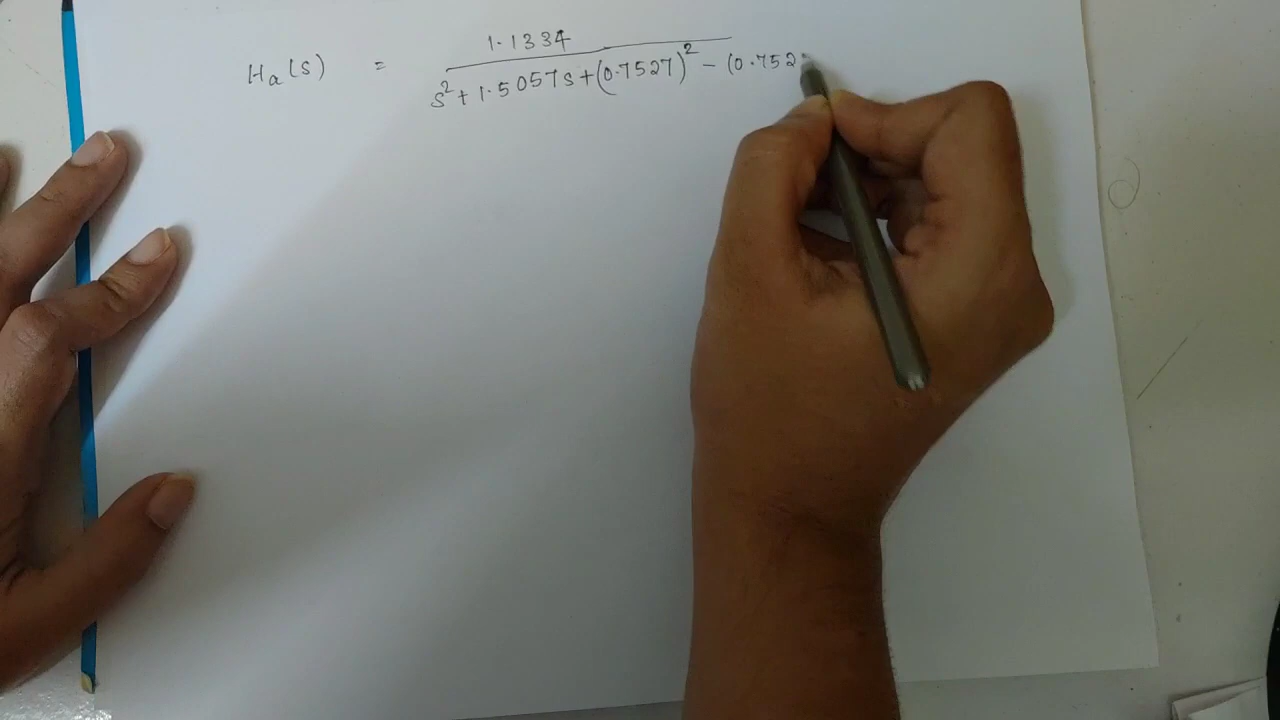 Ha(s) = 1.1334
s² + 1.5057s + (0.7527)² - (0.752